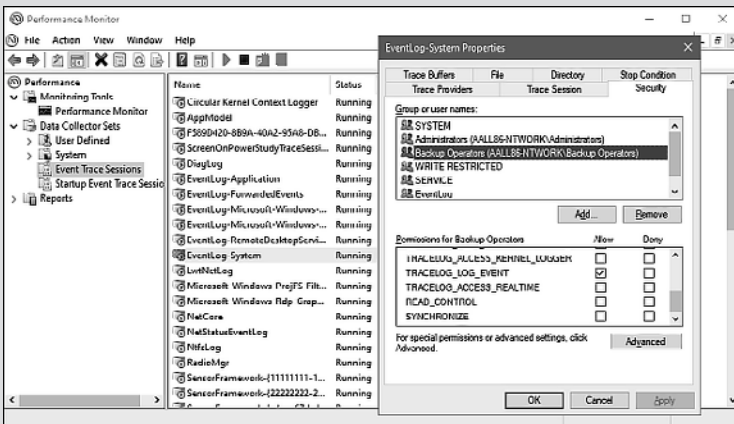 Performance Monitor
File Action View Window Help
Performance
Monitoring Tools
Performance Monitor
Data Collector Sets
User Defined
System
Event Trace Sessions
Startup Event Trace Sessio
Reports
Name Status
Circular Kernel Context Logger Running
AppModel Running
F589D420-8B9A-40A2-95A8-DB... Running
ScreenOnPowerStudyTraceSessi... Running
DiagLog Running
EventLog-Application Running
EventLog-ForwardedEvents Running
EventLog-Microsoft-Windows-... Running
EventLog-Microsoft-Windows-... Running
EventLog-RemoteDesktopServi... Running
EventLog-System Running
LwtNetLog Running
Microsoft Windows ProjFS Filt... Running
Microsoft Windows Rdp Grap... Running
NetCore Running
NetStatusEventLog Running
NtfsLog Running
RadioMgr Running
SensorFramework-{11111111-1... Running
SensorFramework-{22222222-2... Running
EventLog-System Properties
Trace Buffers File Directory Stop Condition
Trace Providers Trace Session Security
Group or user names:
SYSTEM
Administrators (AALL86-NTWORK\Administrators)
Backup Operators (AALL86-NTWORK\Backup Operators)
WRITE RESTRICTED
SERVICE
EventLog
Add... Remove
Permissions for Backup Operators Allow Deny
TRACELOG_ACCESS_KERNEL_LOGGER
TRACELOG_LOG_EVENT
TRACELOG_ACCESS_REALTIME
READ_CONTROL
SYNCHRONIZE
For special permissions or advanced settings, click
Advanced.
Advanced
OK Cancel Apply